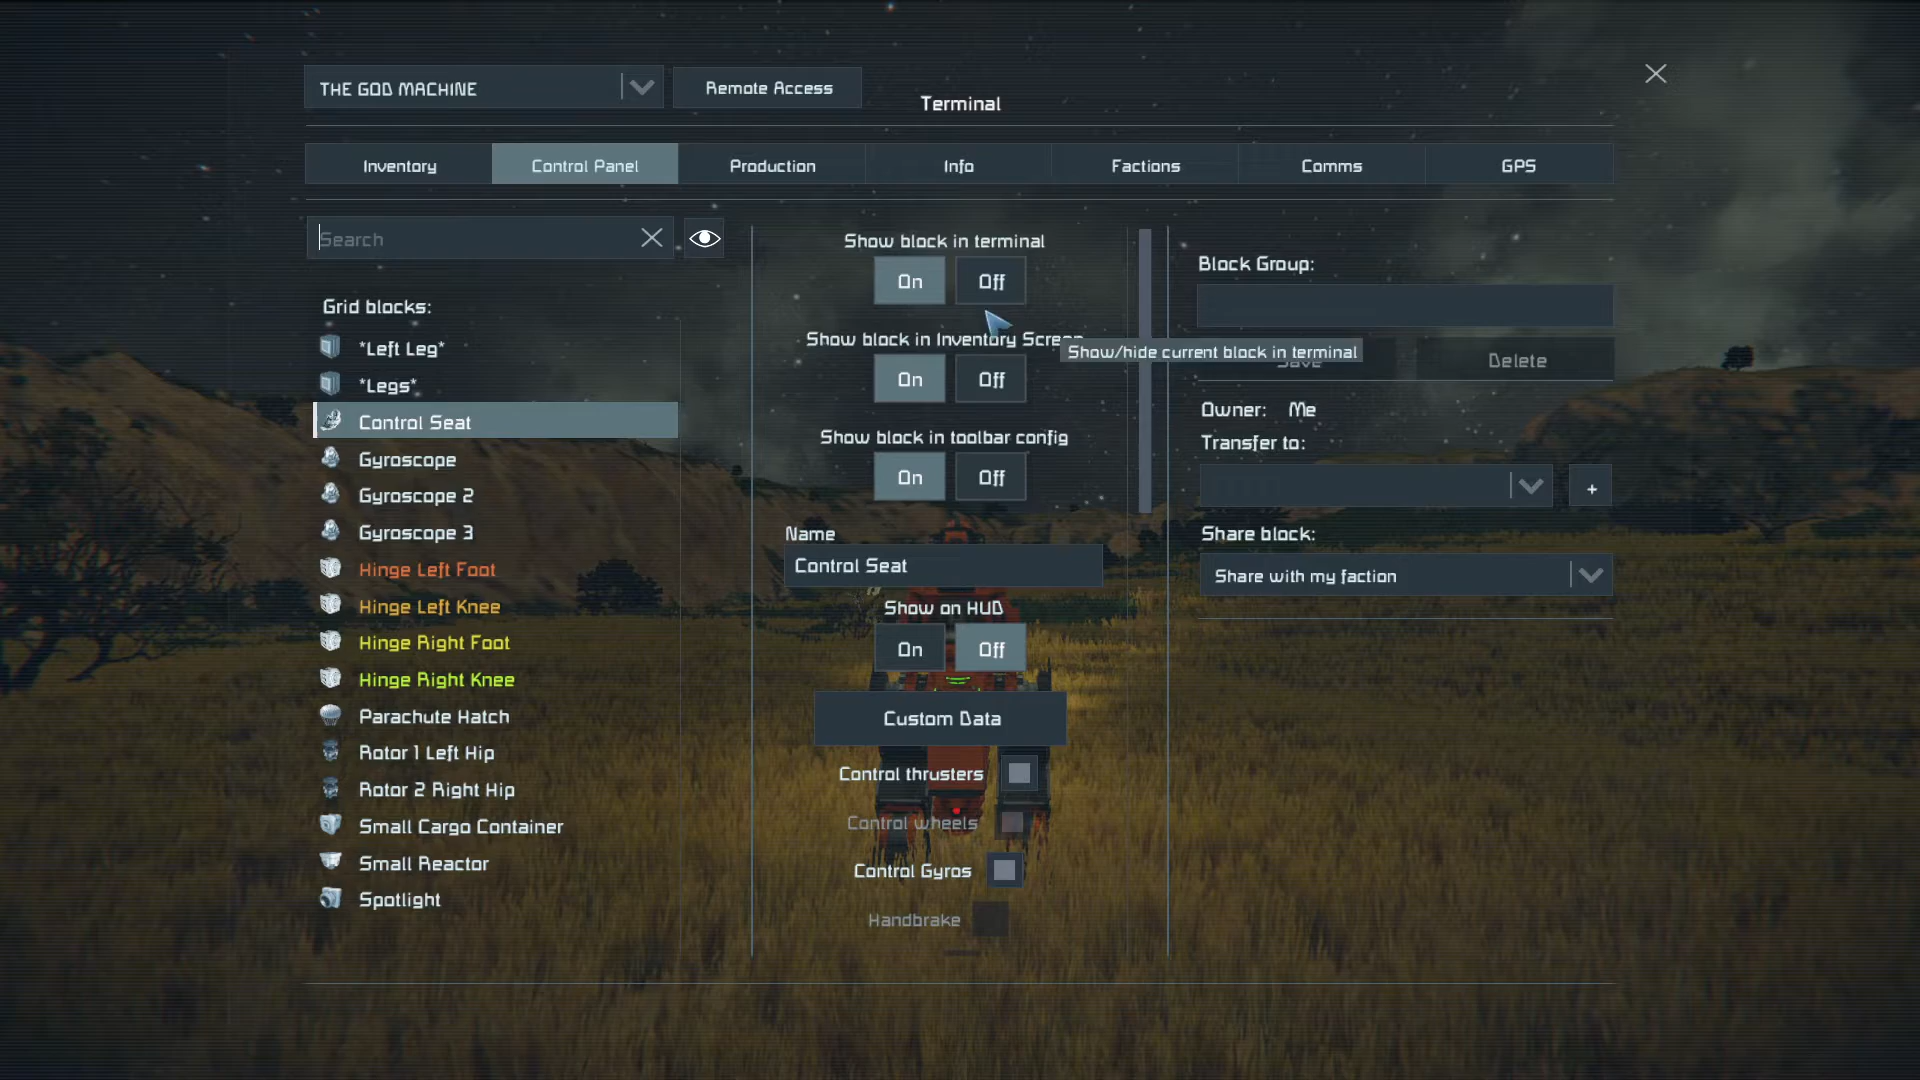 THE GOD MACHINE
Remote Access
Terminal
Inventory
Control Panel
Production
Info
Factions
Comms
GPS
Search
Grid blocks:
*Left Leg*
*Legs*
Control Seat
Gyroscope
Gyroscope 2
Gyroscope 3
Hinge Left Foot
Hinge Left Knee
Hinge Right Foot
Hinge Right Knee
Parachute Hatch
Rotor 1 Left Hip
Rotor 2 Right Hip
Small Cargo Container
Small Reactor
Spotlight
Show block in terminal
On Off
Show block in Inventory Screen
Show/hide current block in terminal
On Off
Show block in toolbar config
On Off
Name
Control Seat
Show on HUD
On Off
Custom Data
Control thrusters
Control wheels
Control Gyros
Handbrake
Block Group:
Save
Delete
Owner: Me
Transfer to:
+
Share block:
Share with my faction